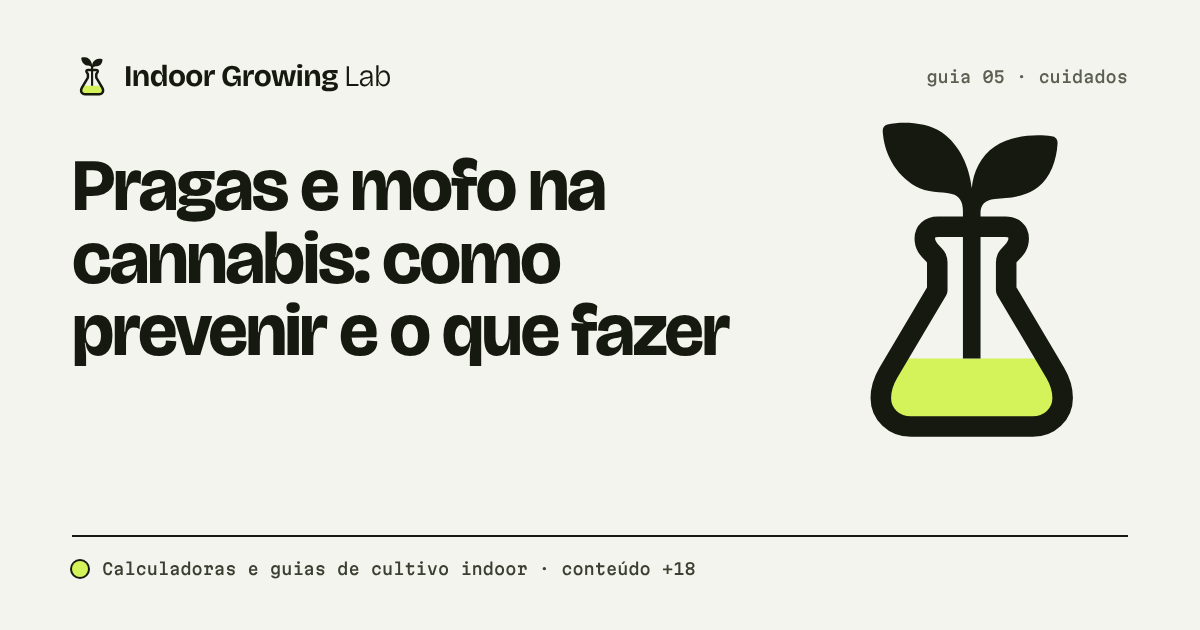 Indoor Growing Lab
guia 05 · cuidados
Pragas e mofo na
cannabis: como
prevenir e o que fazer
Calculadoras e guias de cultivo indoor · conteúdo +18